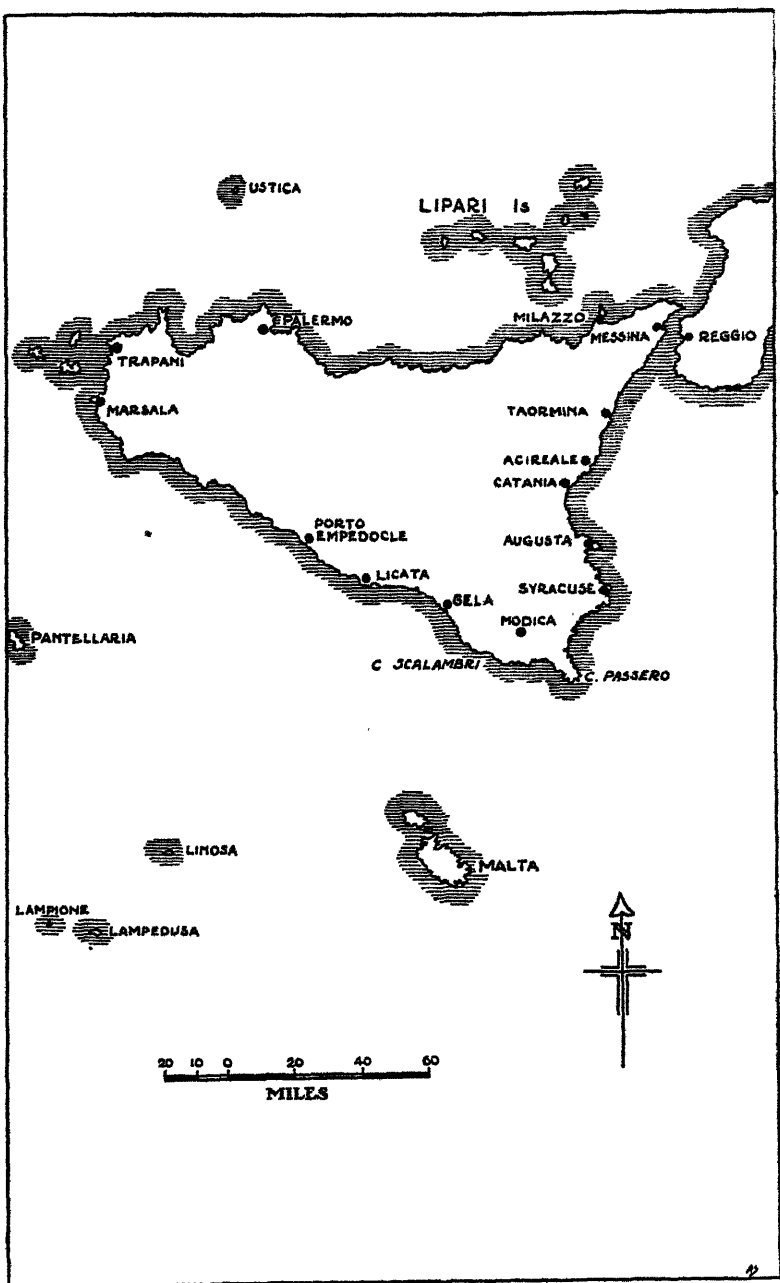 USTICA
LIPARI Is
PALERMO
MILAZZO
MESSINA
REGGIO
TRAPANI
MARSALA
TAORMINA
ACIREALE
CATANIA
PORTO
EMPEDOCLE
AUGUSTA
LICATA
SYRACUSE
GELA
MODICA
PANTELLARIA
C SCALAMBRI
C. PASSERO
LINOSA
MALTA
LAMPIONE
LAMPEDUSA
N
20 10 0 20 40 60
MILES